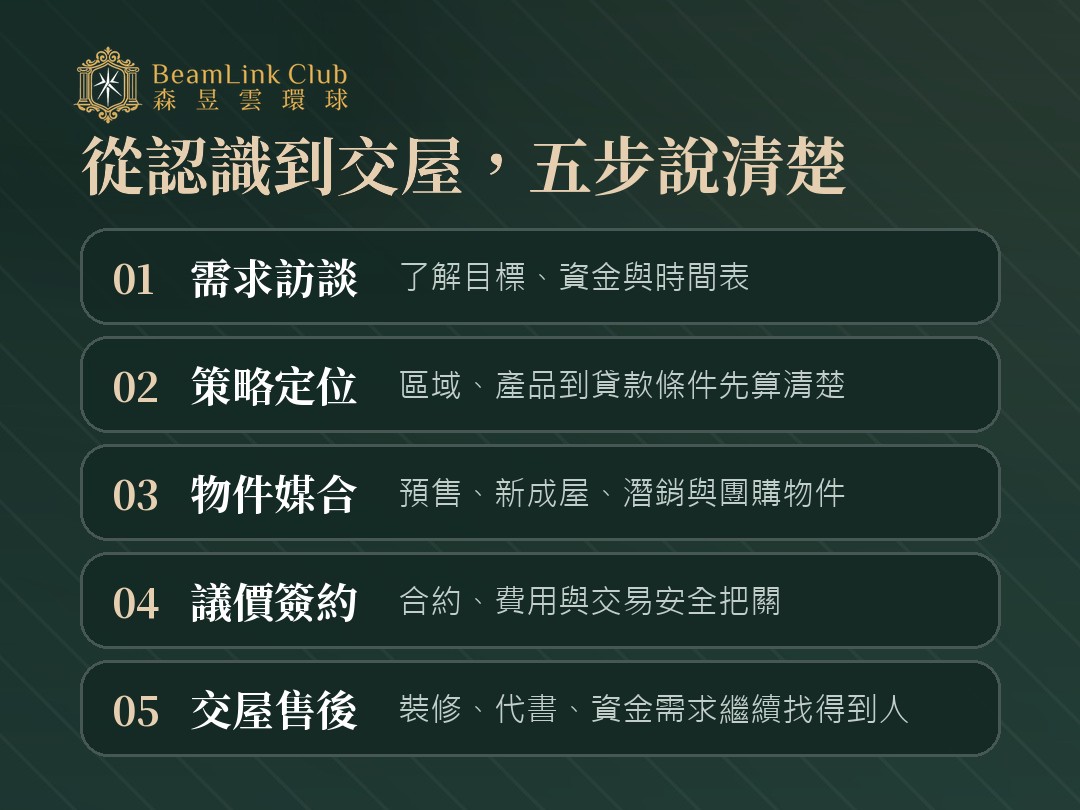 BeamLink Club
森昱雲環球
從認識到交屋，五步說清楚
01 需求訪談 了解目標、資金與時間表
02 策略定位 區域、產品到貸款條件先算清楚
03 物件媒合 預售、新成屋、潛銷與團購物件
04 議價簽約 合約、費用與交易安全把關
05 交屋售後 裝修、代書、資金需求繼續找得到人